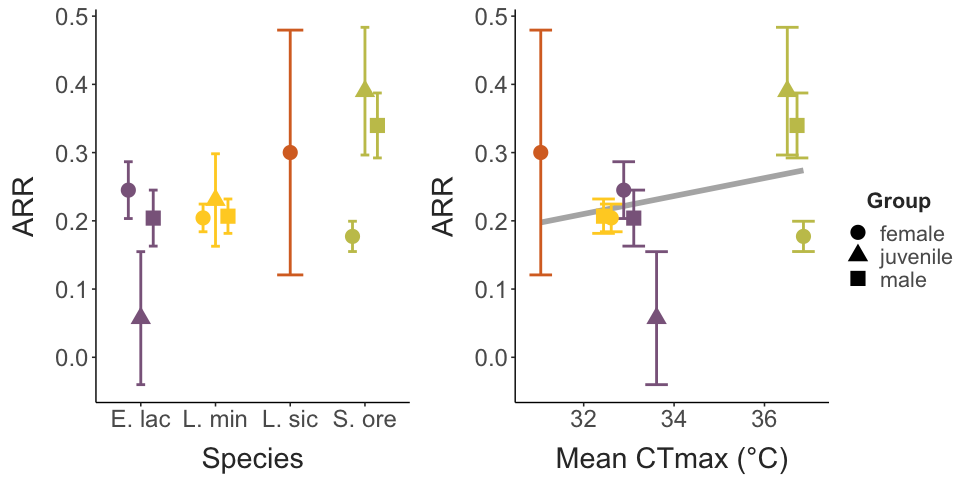 0.5
0.4
0.3
0.2
0.1
0.0
ARR
E. lac L. min L. sic S. ore
Species
0.5
0.4
0.3
0.2
0.1
0.0
ARR
32 34 36
Mean CTmax (°C)
Group
female
juvenile
male